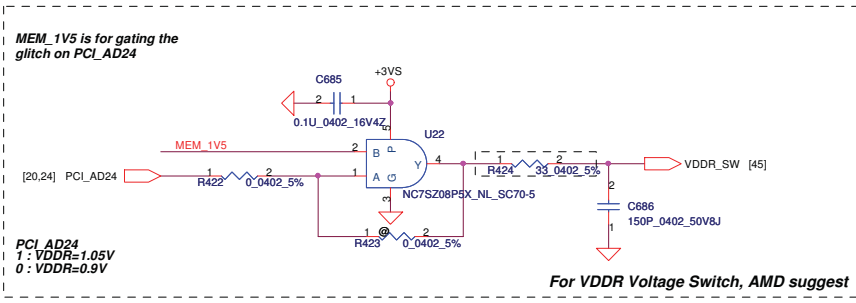 MEM_1V5 is for gating the
glitch on PCI_AD24
+3VS
C685
2 1
0.1U_0402_16V4Z
5
U22
MEM_1V5
2 B P
Y 4
[20,24] PCI_AD24
1 2
R422 0_0402_5%
1 A G
NC7SZ08P5X_NL_SC70-5
3
1 2
R424 33_0402_5%
VDDR_SW [45]
2
C686
150P_0402_50V8J
1
@
1 2
R423 0_0402_5%
PCI_AD24
1 : VDDR=1.05V
0 : VDDR=0.9V
For VDDR Voltage Switch, AMD suggest